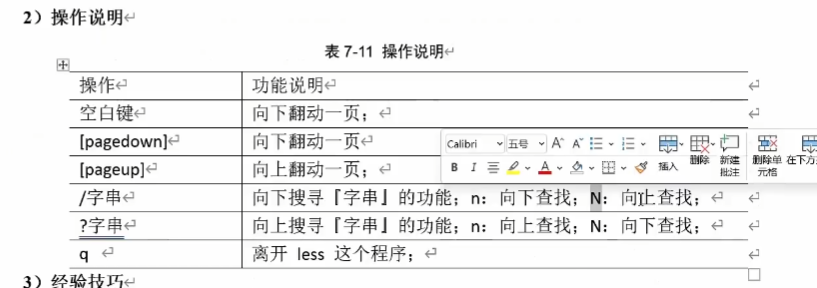 2）操作说明
表 7-11 操作说明
操作 功能说明
空白键 向下翻动一页；
[pagedown] 向下翻动一页
[pageup] 向上翻动一页；
Calibri 五号 A A
B I 插入 删除 新建批注 删除单元格 在下方
/字串 向下搜寻『字串』的功能；n：向下查找；N：向上查找；
?字串 向上搜寻『字串』的功能；n：向上查找；N：向下查找；
q 离开 less 这个程序；
3）经验技巧